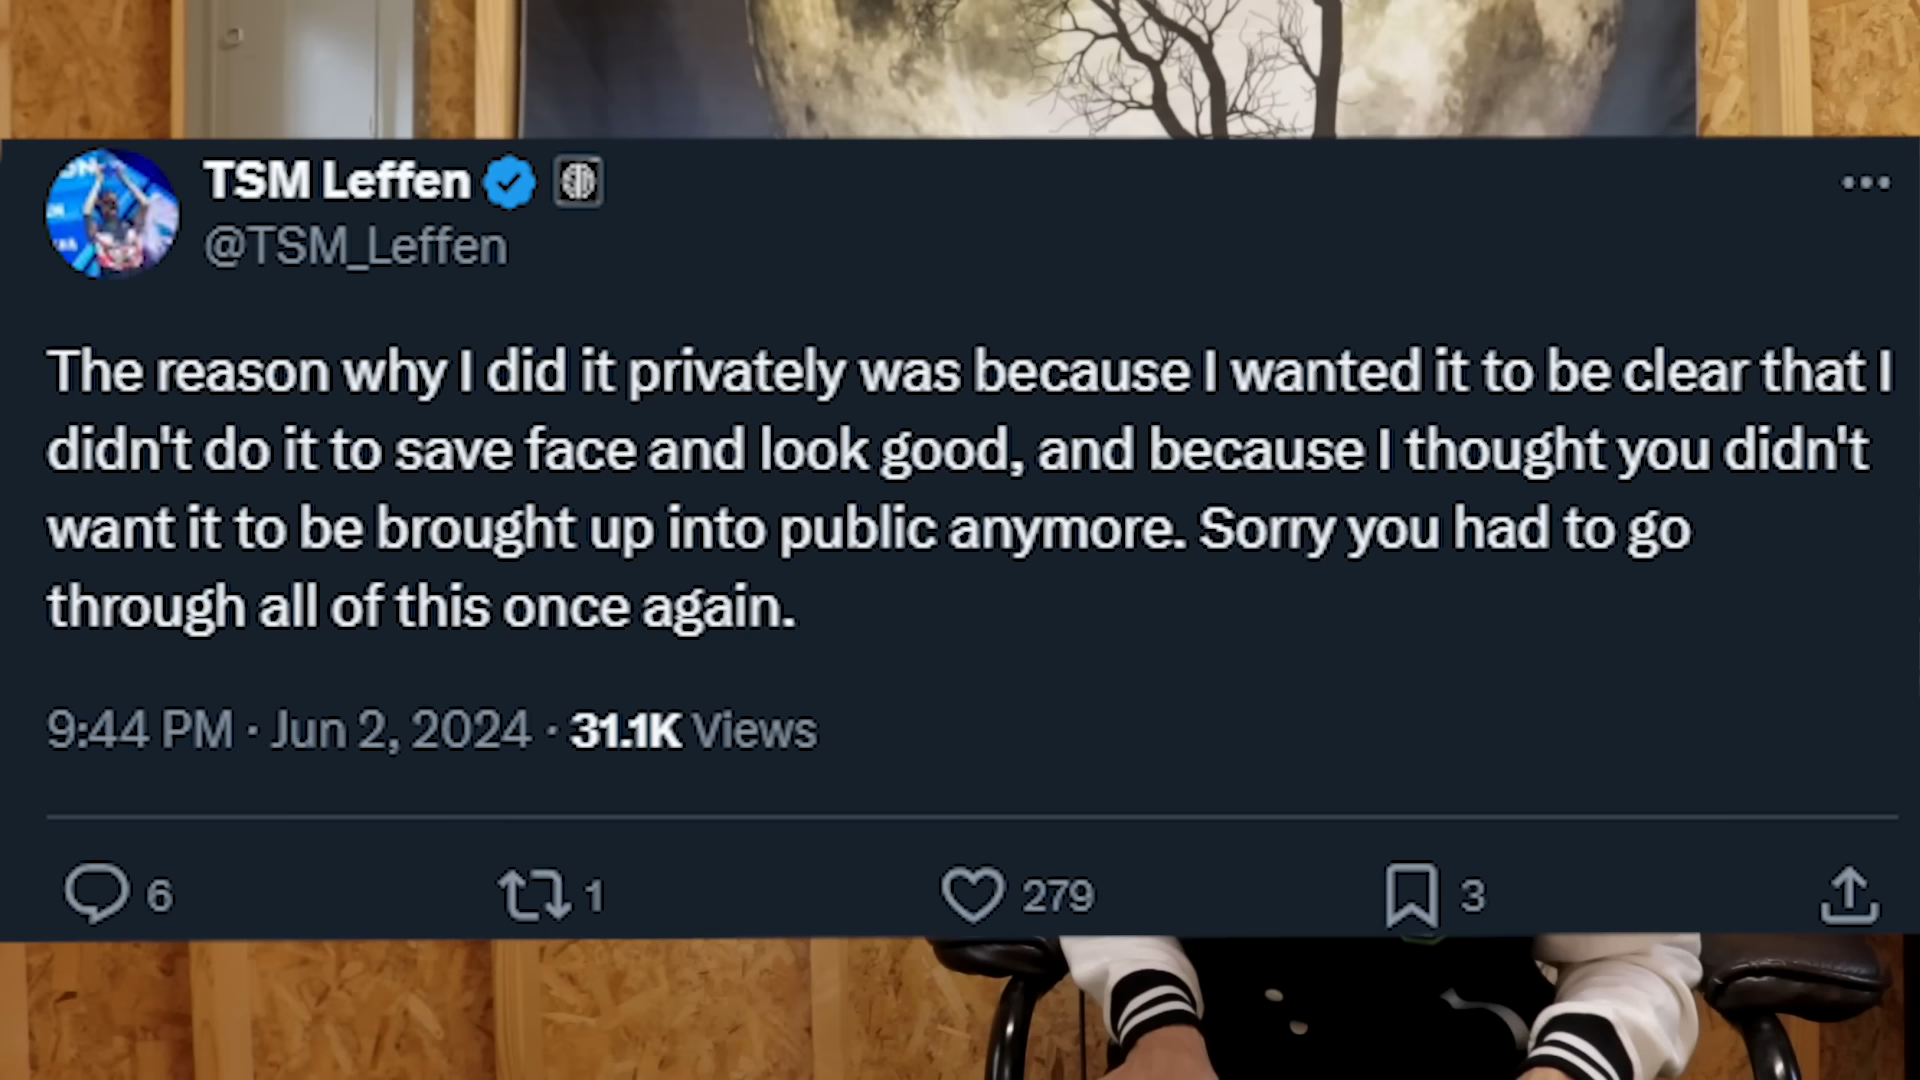 TSM Leffen
@TSM_Leffen
The reason why I did it privately was because I wanted it to be clear that I
didn't do it to save face and look good, and because I thought you didn't
want it to be brought up into public anymore. Sorry you had to go
through all of this once again.
9:44 PM · Jun 2, 2024 · 31.1K Views
6 1 279 3